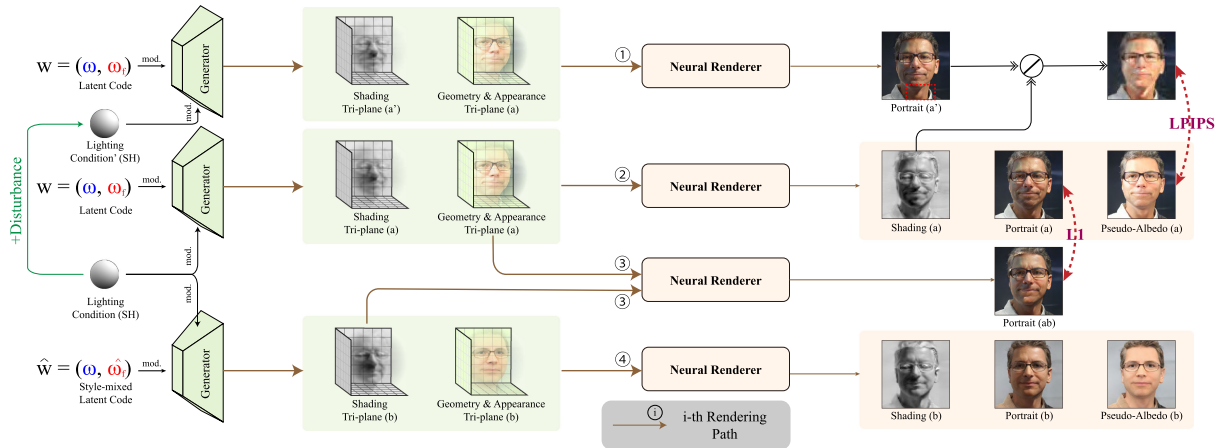 w = (ω, ω_f)
Latent Code
mod.
Generator
mod.
Shading
Tri-plane (a')
Geometry & Appearance
Tri-plane (a)
①
Neural Renderer
Portrait (a')
LPIPS
Lighting
Condition' (SH)
+Disturbance
w = (ω, ω_f)
Latent Code
mod.
Generator
mod.
Shading
Tri-plane (a)
Geometry & Appearance
Tri-plane (a)
②
Neural Renderer
Shading (a)
Portrait (a)
Pseudo-Albedo (a)
L1
Lighting
Condition (SH)
mod.
③
Neural Renderer
③
Portrait (ab)
ŵ = (ω, ω̂_f)
Style-mixed
Latent Code
mod.
Generator
Shading
Tri-plane (b)
Geometry & Appearance
Tri-plane (b)
④
Neural Renderer
Shading (b)
Portrait (b)
Pseudo-Albedo (b)
ⓘ
i-th Rendering
Path